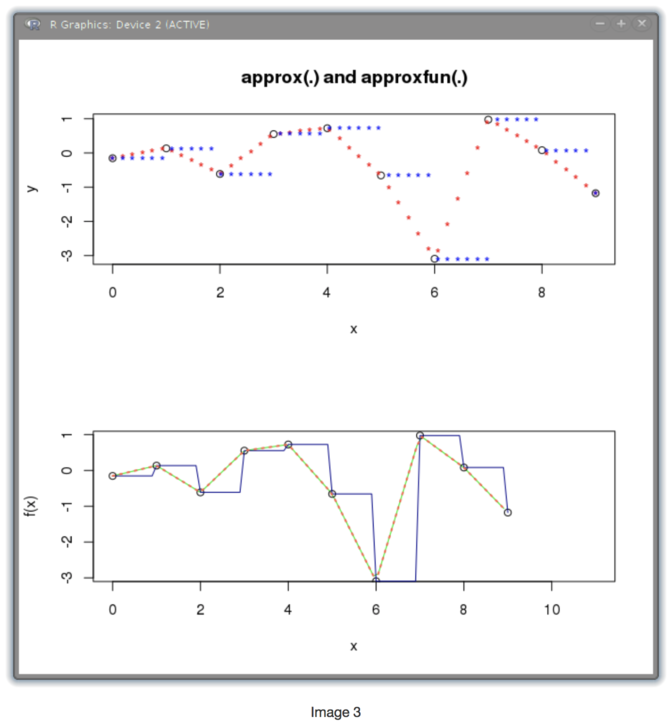 R Graphics: Device 2 (ACTIVE)
approx(.) and approxfun(.)
1
0
-1
-2
-3
y
0 2 4 6 8
x
1
0
-1
-2
-3
f(x)
0 2 4 6 8 10
x
Image 3